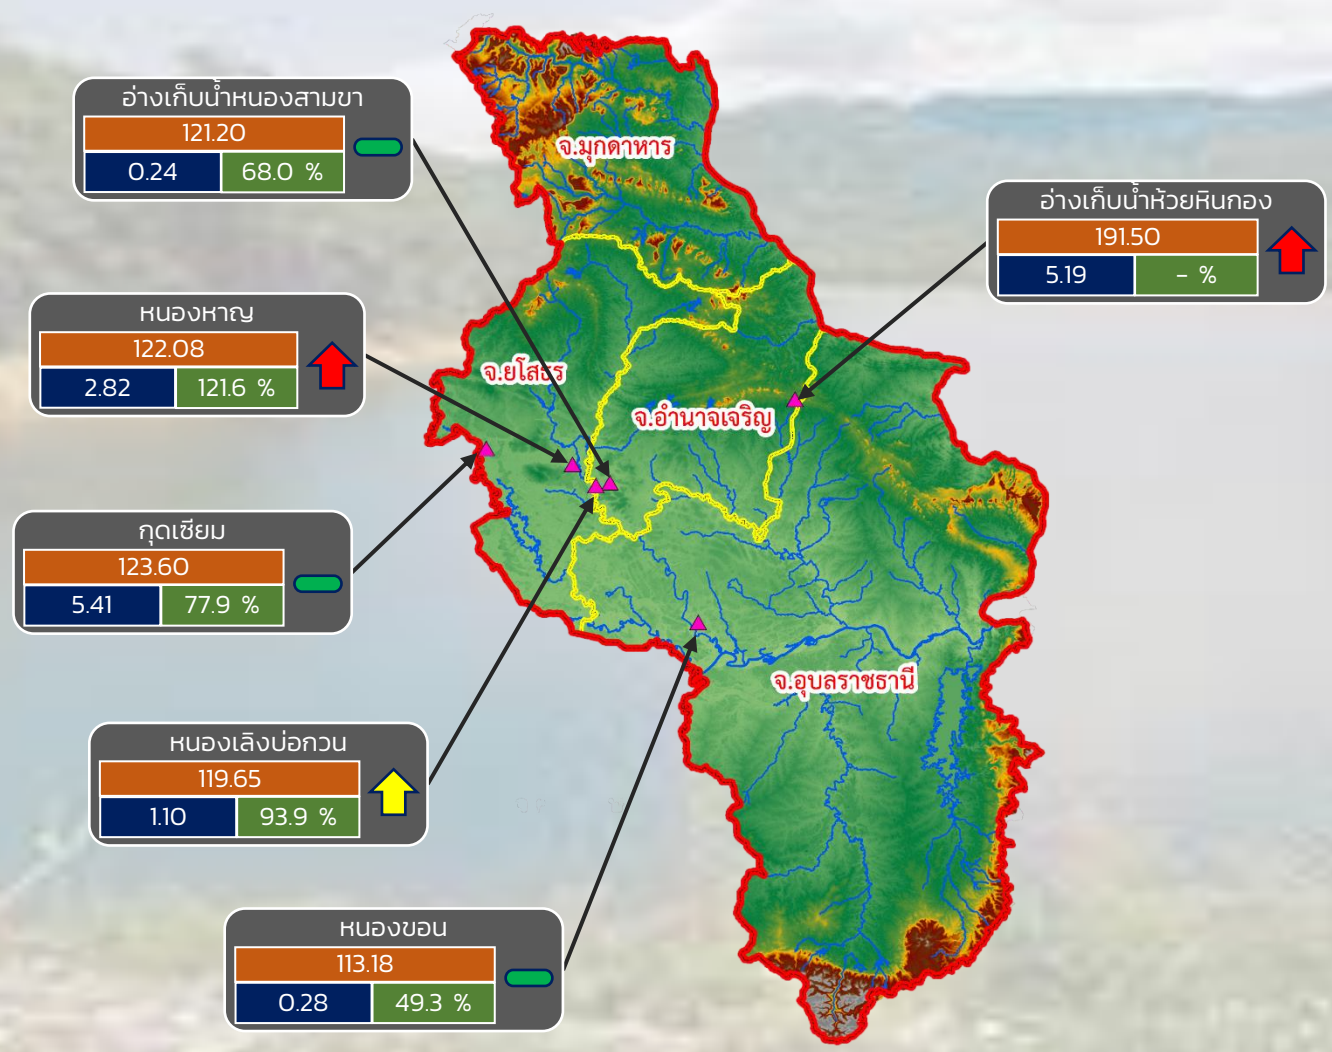 อ่างเก็บน้ำหนองสามขา
121.20
0.24 68.0 %
จ.มุกดาหาร
อ่างเก็บน้ำห้วยหินกอง
191.50
5.19 - %
หนองหาญ
122.08
2.82 121.6 %
จ.ยโสธร
จ.อำนาจเจริญ
กุดเซียม
123.60
5.41 77.9 %
จ.อุบลราชธานี
หนองเลิงบ่อกวน
119.65
1.10 93.9 %
หนองขอน
113.18
0.28 49.3 %